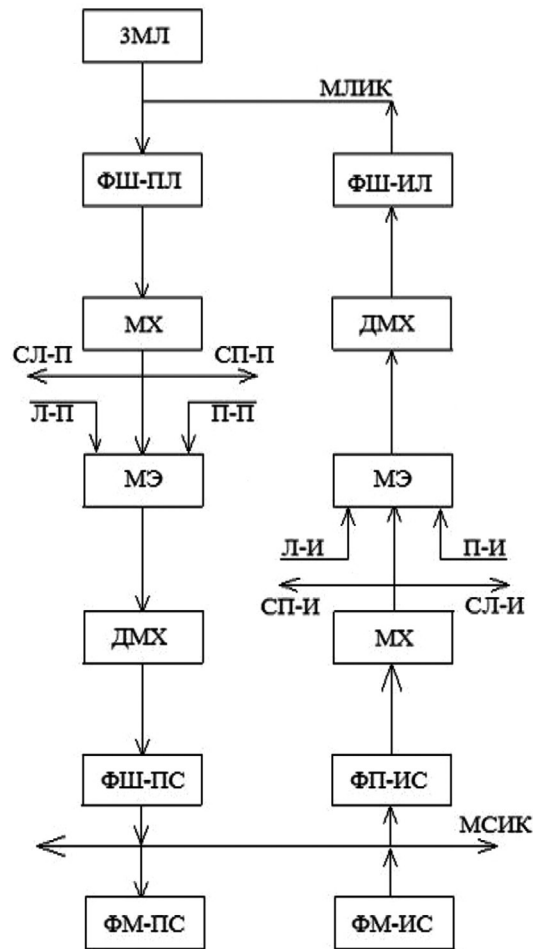 ЗМЛ
МЛИК
ФШ-ПЛ ФШ-ИЛ
МХ ДМХ
СЛ-П СП-П
Л-П П-П
МЭ МЭ
Л-И П-И
СП-И СЛ-И
ДМХ МХ
ФШ-ПС ФП-ИС
МСИК
ФМ-ПС ФМ-ИС